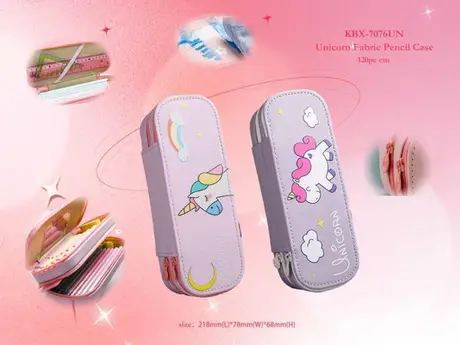 KBX-7076UN
Unicorn Fabric Pencil Case
120pc ctn
UNICORN
size: 218mm(L)*78mm(W)*68mm(H)